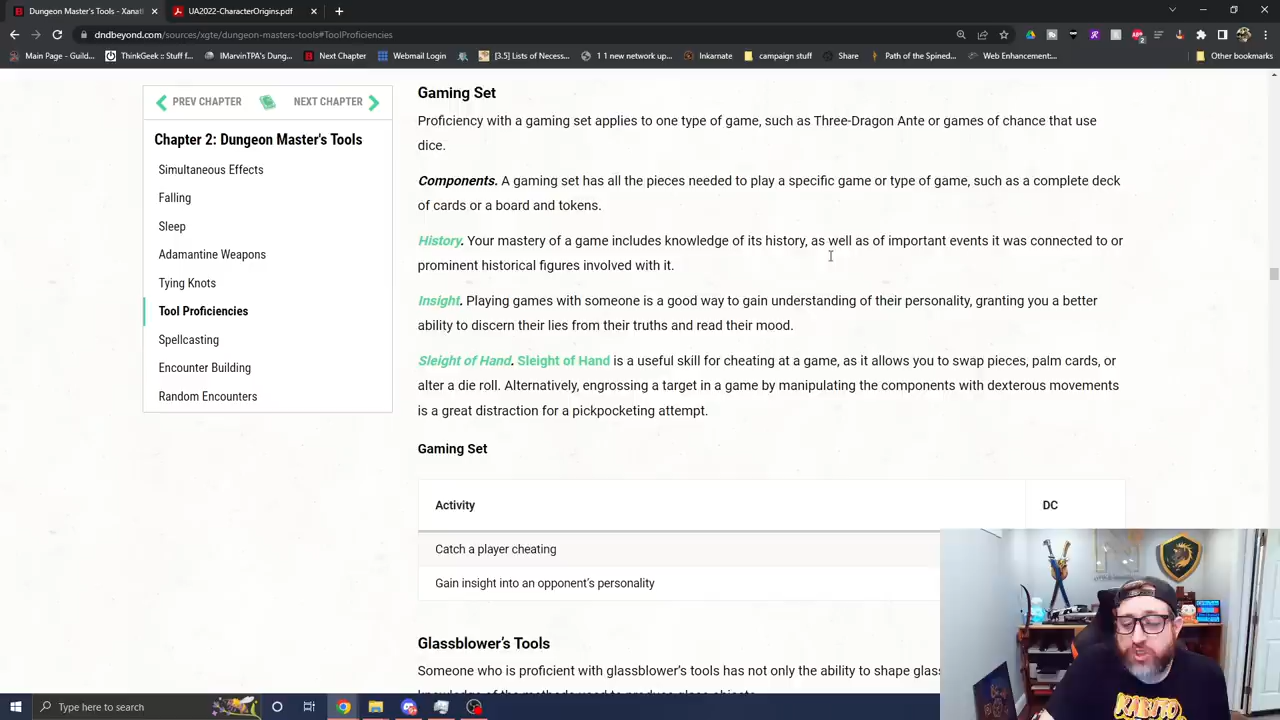 Dungeon Master's Tools - Xanath
UA2022-CharacterOrigins.pdf
dndbeyond.com/sources/xgte/dungeon-masters-tools#ToolProficiencies
Main Page - Guild...
ThinkGeek :: Stuff f...
IMarvinTPA's Dung...
Next Chapter
Webmail Login
[3.5] Lists of Necess...
1 1 new network up...
Inkarnate
campaign stuff
Share
Path of the Spined...
Web Enhancement:...
Other bookmarks
PREV CHAPTER
NEXT CHAPTER
Chapter 2: Dungeon Master's Tools
Simultaneous Effects
Falling
Sleep
Adamantine Weapons
Tying Knots
Tool Proficiencies
Spellcasting
Encounter Building
Random Encounters
Gaming Set
Proficiency with a gaming set applies to one type of game, such as Three-Dragon Ante or games of chance that use
dice.
Components. A gaming set has all the pieces needed to play a specific game or type of game, such as a complete deck
of cards or a board and tokens.
History. Your mastery of a game includes knowledge of its history, as well as of important events it was connected to or
prominent historical figures involved with it.
Insight. Playing games with someone is a good way to gain understanding of their personality, granting you a better
ability to discern their lies from their truths and read their mood.
Sleight of Hand. Sleight of Hand is a useful skill for cheating at a game, as it allows you to swap pieces, palm cards, or
alter a die roll. Alternatively, engrossing a target in a game by manipulating the components with dexterous movements
is a great distraction for a pickpocketing attempt.
Gaming Set
Activity DC
Catch a player cheating
Gain insight into an opponent's personality
Glassblower's Tools
Someone who is proficient with glassblower's tools has not only the ability to shape glass
Type here to search